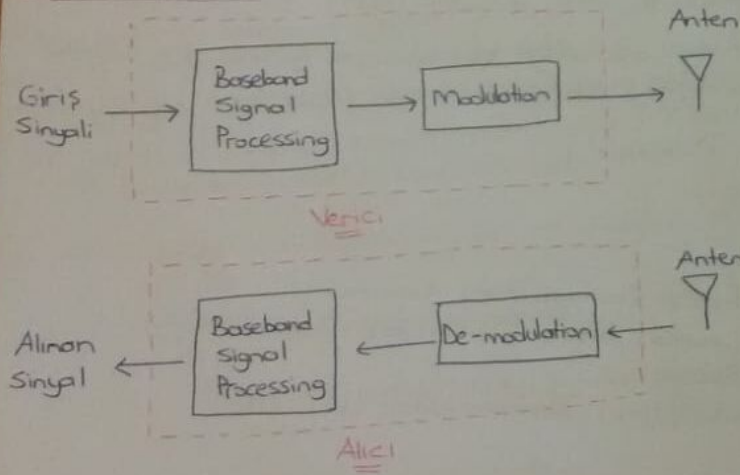 Anten
Giriş
Sinyali
Baseband
Signal
Processing
Modulation
Verici
Anten
Alınan
Sinyal
Baseband
Signal
Processing
De-modulation
Alıcı